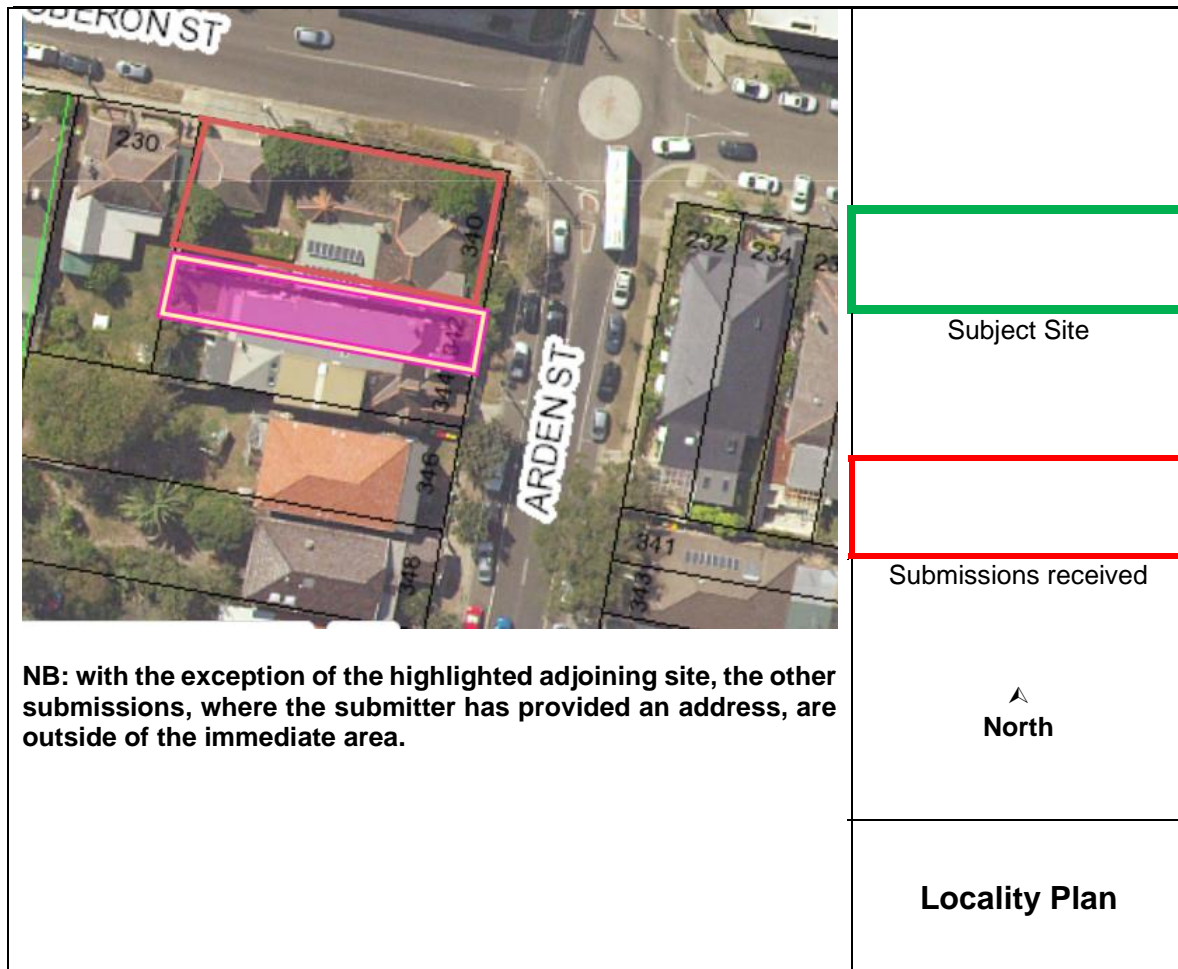 OBERON ST
230
340
342
344
346
348
ARDEN ST
232
234
341
343
Subject Site
Submissions received
North
NB: with the exception of the highlighted adjoining site, the other
submissions, where the submitter has provided an address, are
outside of the immediate area.
Locality Plan